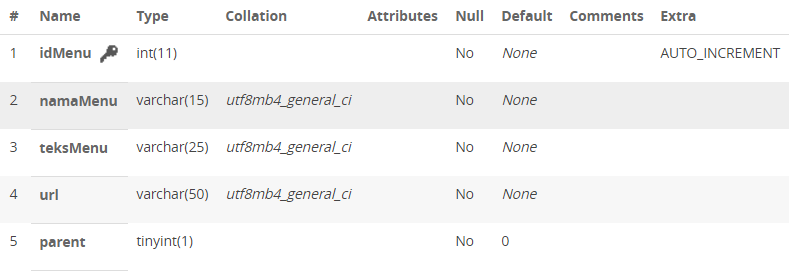 # Name Type Collation Attributes Null Default Comments Extra
1 idMenu int(11) No None AUTO_INCREMENT
2 namaMenu varchar(15) utf8mb4_general_ci No None
3 teksMenu varchar(25) utf8mb4_general_ci No None
4 url varchar(50) utf8mb4_general_ci No None
5 parent tinyint(1) No 0